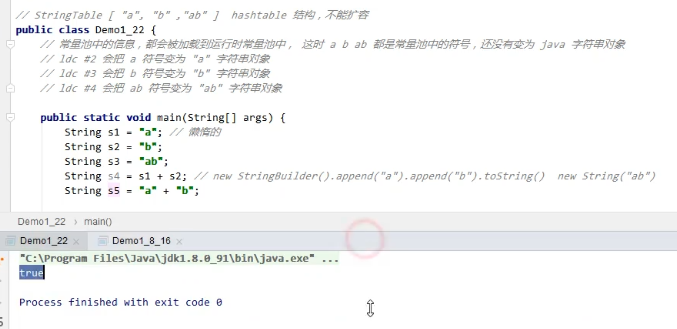 // StringTable [ "a", "b" ,"ab" ]  hashtable 结构，不能扩容
public class Demo1_22 {
// 常量池中的信息，都会被加载到运行时常量池中， 这时 a b ab 都是常量池中的符号，还没有变为 java 字符串对象
// ldc #2 会把 a 符号变为 "a" 字符串对象
// ldc #3 会把 b 符号变为 "b" 字符串对象
// ldc #4 会把 ab 符号变为 "ab" 字符串对象
public static void main(String[] args) {
String s1 = "a"; // 懒惰的
String s2 = "b";
String s3 = "ab";
String s4 = s1 + s2; // new StringBuilder().append("a").append("b").toString()  new String("ab")
String s5 = "a" + "b";
Demo1_22 › main()
Demo1_22 × Demo1_8_16 ×
"C:\Program Files\Java\jdk1.8.0_91\bin\java.exe" ...
true
Process finished with exit code 0